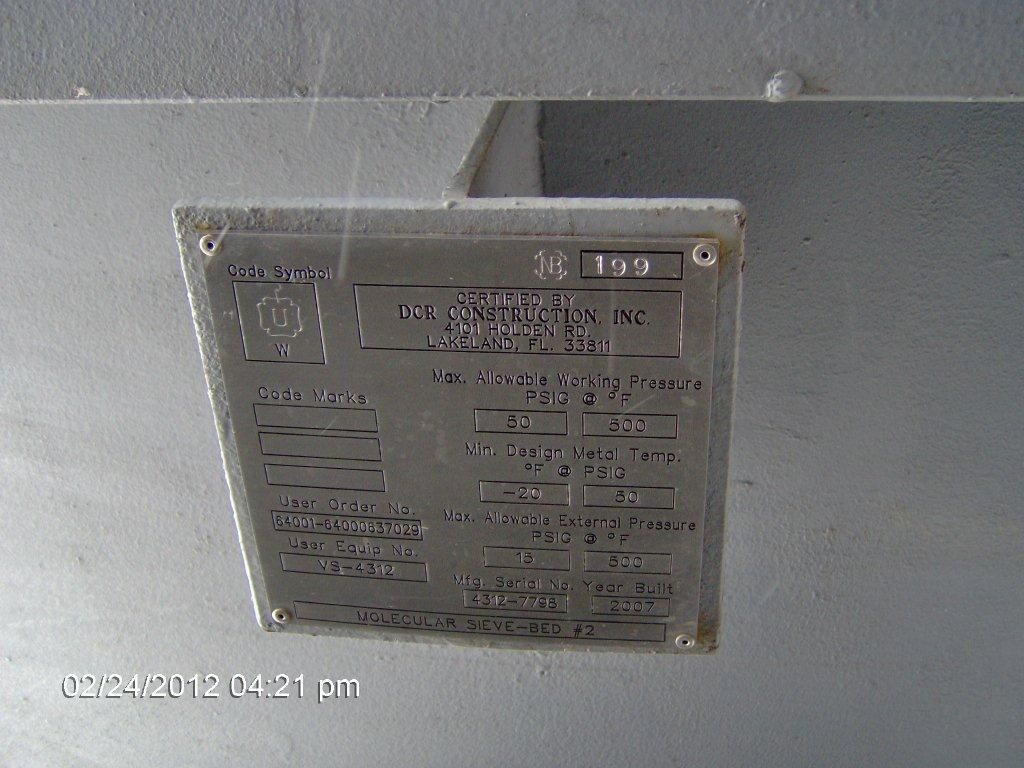 Code Symbol
NB 199
U
W
CERTIFIED BY
DCR CONSTRUCTION, INC.
4101 HOLDEN RD.
LAKELAND, FL. 33811
Max. Allowable Working Pressure
PSIG @ °F
50 500
Code Marks
Min. Design Metal Temp.
°F @ PSIG
-20 50
User Order No.
64001-64000637029
Max. Allowable External Pressure
PSIG @ °F
15 500
User Equip No.
VS-4312
Mfg. Serial No. Year Built
4312-7798 2007
MOLECULAR SIEVE-BED #2
02/24/2012 04:21 pm